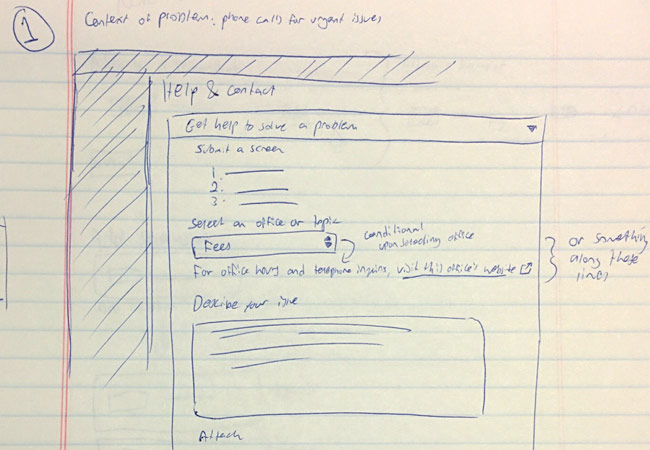 1
Context of problem: phone calls for urgent issues
Help & contact
Get help to solve a problem
Submit a screen
1.
2.
3.
Select an office or topic
Fees
conditional
upon selecting office
For office hours and telephone inquiries, visit this office's website
or something
along these
lines
Describe your issue
Attach